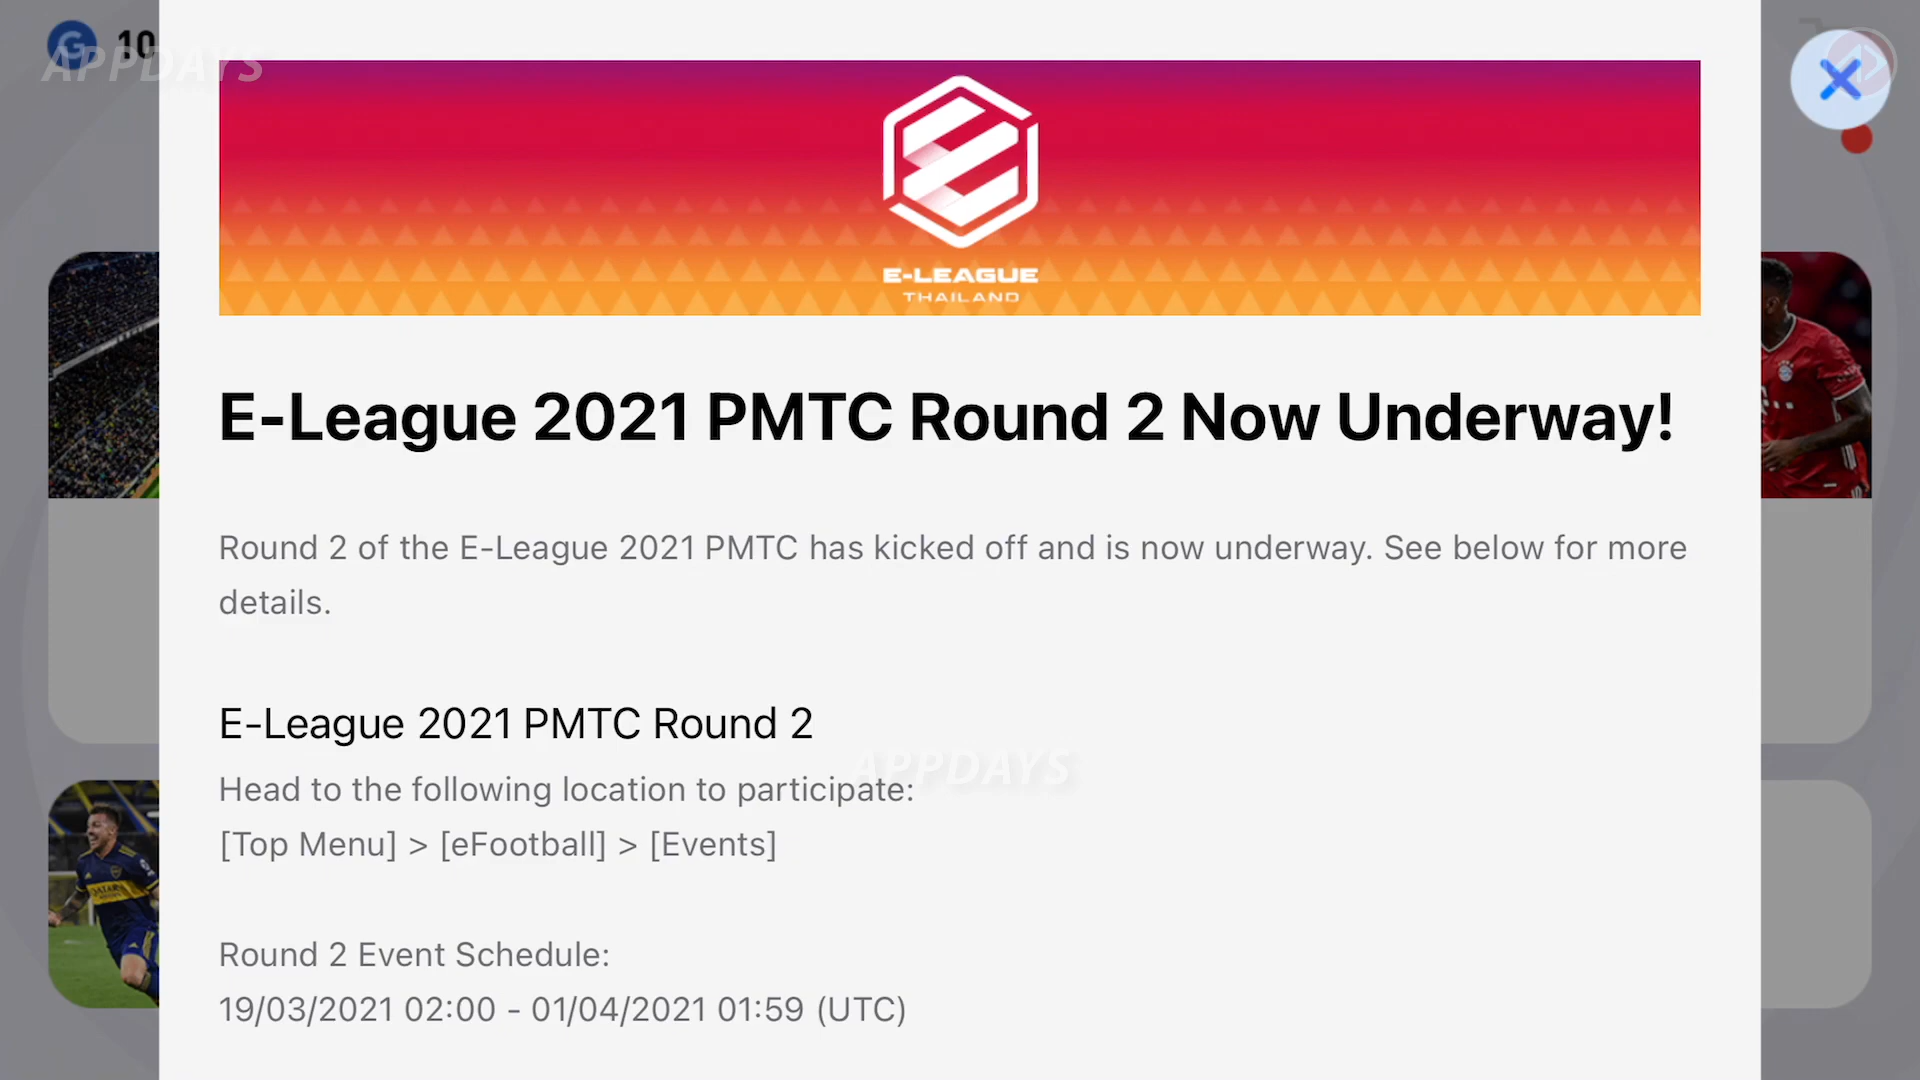 10
APPDAYS
E-LEAGUE
THAILAND
E-League 2021 PMTC Round 2 Now Underway!
Round 2 of the E-League 2021 PMTC has kicked off and is now underway. See below for more
details.
E-League 2021 PMTC Round 2
APPDAYS
Head to the following location to participate:
[Top Menu] > [eFootball] > [Events]
Round 2 Event Schedule:
19/03/2021 02:00 - 01/04/2021 01:59 (UTC)